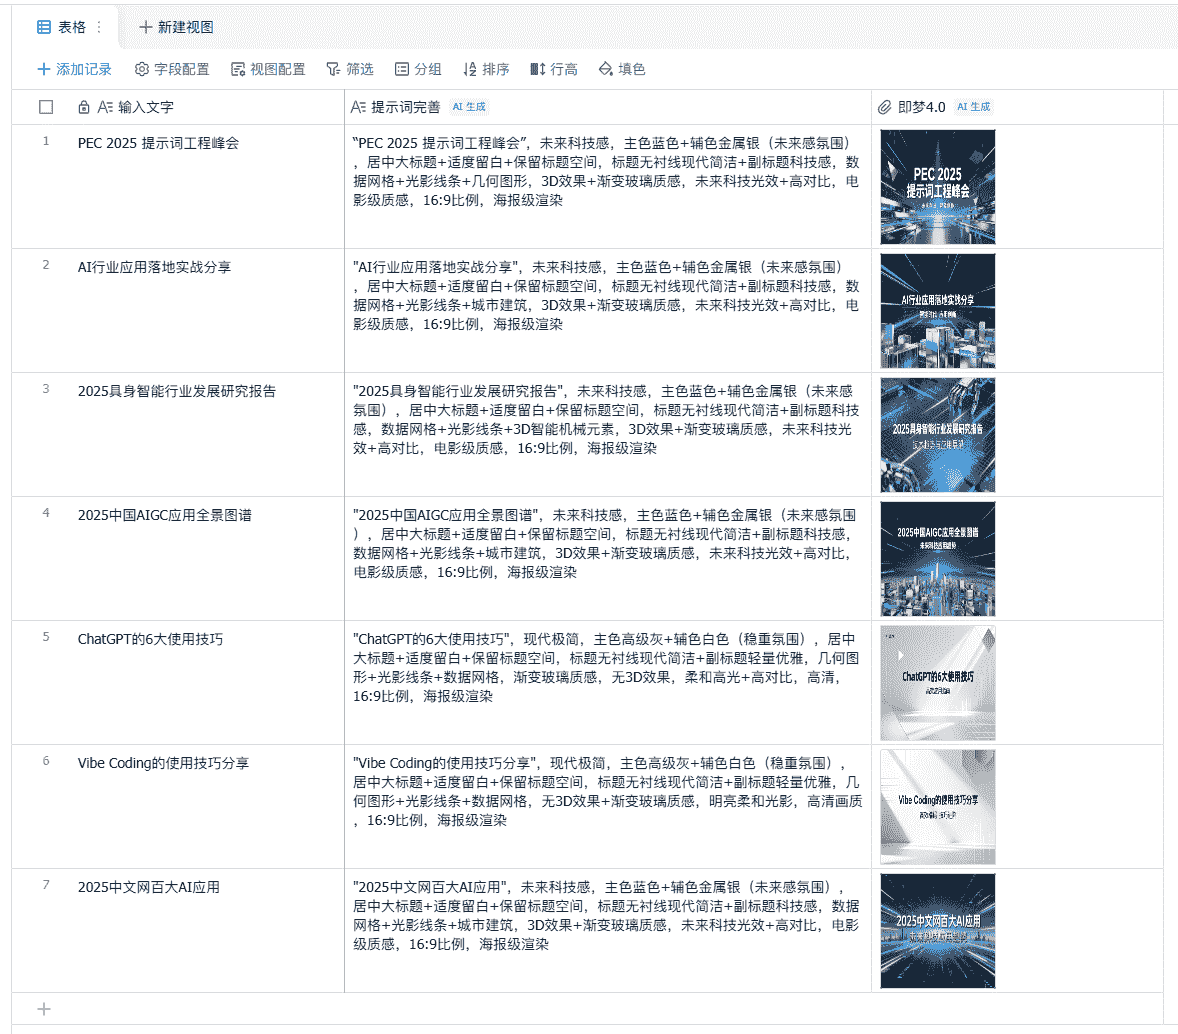 表格
新建视图
添加记录 字段配置 视图配置 筛选 分组 排序 行高 填色
输入文字 提示词完善 AI 生成 即梦4.0 AI 生成
1 PEC 2025 提示词工程峰会
“PEC 2025 提示词工程峰会”，未来科技感，主色蓝色+辅色金属银（未来感氛围）
，居中大标题+适度留白+保留标题空间，标题无衬线现代简洁+副标题科技感，数
据网格+光影线条+几何图形，3D效果+渐变玻璃质感，未来科技光效+高对比，电
影级质感，16:9比例，海报级渲染
PEC 2025
提示词工程峰会
2 AI行业应用落地实战分享
"AI行业应用落地实战分享"，未来科技感，主色蓝色+辅色金属银（未来感氛围）
，居中大标题+适度留白+保留标题空间，标题无衬线现代简洁+副标题科技感，数
据网格+光影线条+城市建筑，3D效果+渐变玻璃质感，未来科技光效+高对比，电
影级质感，16:9比例，海报级渲染
AI行业应用落地实战分享
3 2025具身智能行业发展研究报告
"2025具身智能行业发展研究报告"，未来科技感，主色蓝色+辅色金属银（未来感
氛围），居中大标题+适度留白+保留标题空间，标题无衬线现代简洁+副标题科技
感，数据网格+光影线条+3D智能机械元素，3D效果+渐变玻璃质感，未来科技光
效+高对比，电影级质感，16:9比例，海报级渲染
2025具身智能行业发展研究报告
4 2025中国AIGC应用全景图谱
"2025中国AIGC应用全景图谱"，未来科技感，主色蓝色+辅色金属银（未来感氛围
），居中大标题+适度留白+保留标题空间，标题无衬线现代简洁+副标题科技感，
数据网格+光影线条+城市建筑，3D效果+渐变玻璃质感，未来科技光效+高对比，
电影级质感，16:9比例，海报级渲染
2025中国AIGC应用全景图谱
5 ChatGPT的6大使用技巧
"ChatGPT的6大使用技巧"，现代极简，主色高级灰+辅色白色（稳重氛围），居中
大标题+适度留白+保留标题空间，标题无衬线现代简洁+副标题轻量优雅，几何图
形+光影线条+数据网格，渐变玻璃质感，无3D效果，柔和高光+高对比，高清，
16:9比例，海报级渲染
ChatGPT的6大使用技巧
6 Vibe Coding的使用技巧分享
"Vibe Coding的使用技巧分享"，现代极简，主色高级灰+辅色白色（稳重氛围），
居中大标题+适度留白+保留标题空间，标题无衬线现代简洁+副标题轻量优雅，几
何图形+光影线条+数据网格，无3D效果+渐变玻璃质感，明亮柔和光影，高清画质
，16:9比例，海报级渲染
Vibe Coding的使用技巧分享
7 2025中文网百大AI应用
"2025中文网百大AI应用"，未来科技感，主色蓝色+辅色金属银（未来感氛围），
居中大标题+适度留白+保留标题空间，标题无衬线现代简洁+副标题科技感，数据
网格+光影线条+城市建筑，3D效果+渐变玻璃质感，未来科技光效+高对比，电影
级质感，16:9比例，海报级渲染
2025中文网百大AI应用